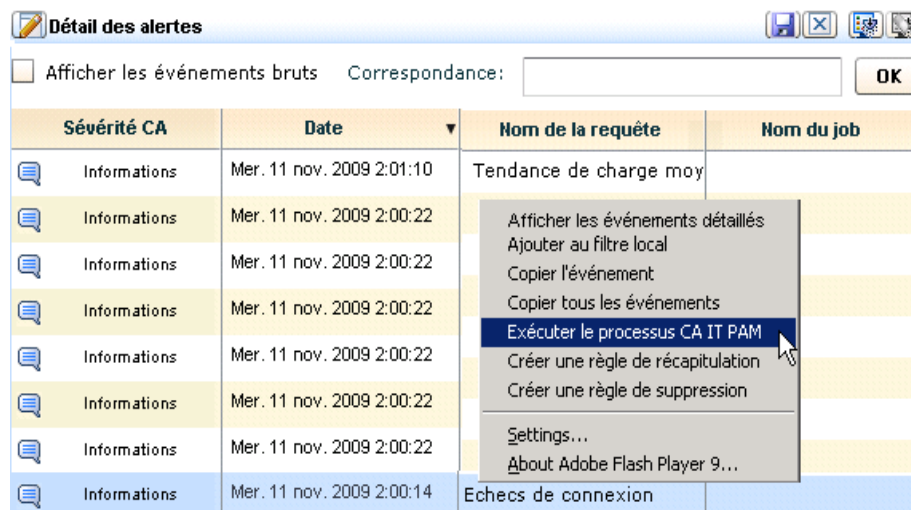 Détail des alertes
Afficher les événements bruts Correspondance: OK
Sévérité CA Date Nom de la requête Nom du job
Informations Mer. 11 nov. 2009 2:01:10 Tendance de charge moy
Informations Mer. 11 nov. 2009 2:00:22
Informations Mer. 11 nov. 2009 2:00:22
Informations Mer. 11 nov. 2009 2:00:22
Informations Mer. 11 nov. 2009 2:00:22
Informations Mer. 11 nov. 2009 2:00:22
Informations Mer. 11 nov. 2009 2:00:22
Informations Mer. 11 nov. 2009 2:00:14 Echecs de connexion
Afficher les événements détaillés
Ajouter au filtre local
Copier l'événement
Copier tous les événements
Exécuter le processus CA IT PAM
Créer une règle de récapitulation
Créer une règle de suppression
Settings...
About Adobe Flash Player 9...